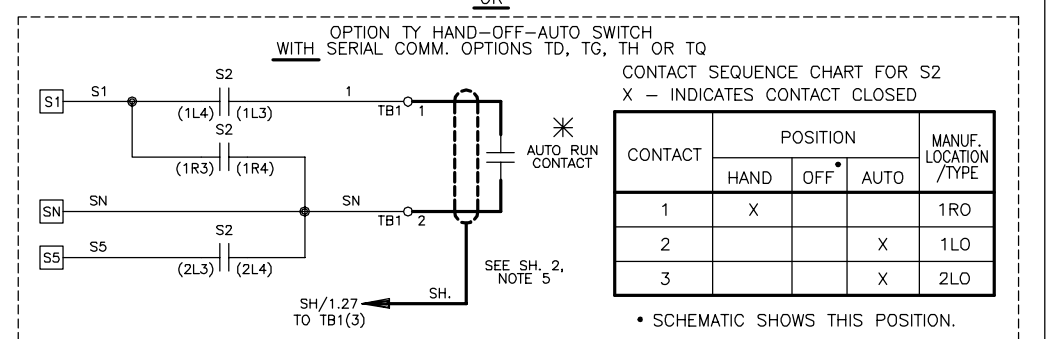 OR
OPTION TY HAND-OFF-AUTO SWITCH
WITH SERIAL COMM. OPTIONS TD, TG, TH OR TQ
S1
S1
S2
(1L4)
(1L3)
1
TB1
1
S2
(1R3)
(1R4)
AUTO RUN
CONTACT
SN
SN
SN
TB1
2
S5
S5
S2
(2L3)
(2L4)
SEE SH. 2,
NOTE 5
SH/1.27
TO TB1(3)
SH.
CONTACT SEQUENCE CHART FOR S2
X - INDICATES CONTACT CLOSED
CONTACT
POSITION
MANUF.
LOCATION
/TYPE
HAND
OFF•
AUTO
1 X 1RO
2 X 1LO
3 X 2LO
• SCHEMATIC SHOWS THIS POSITION.